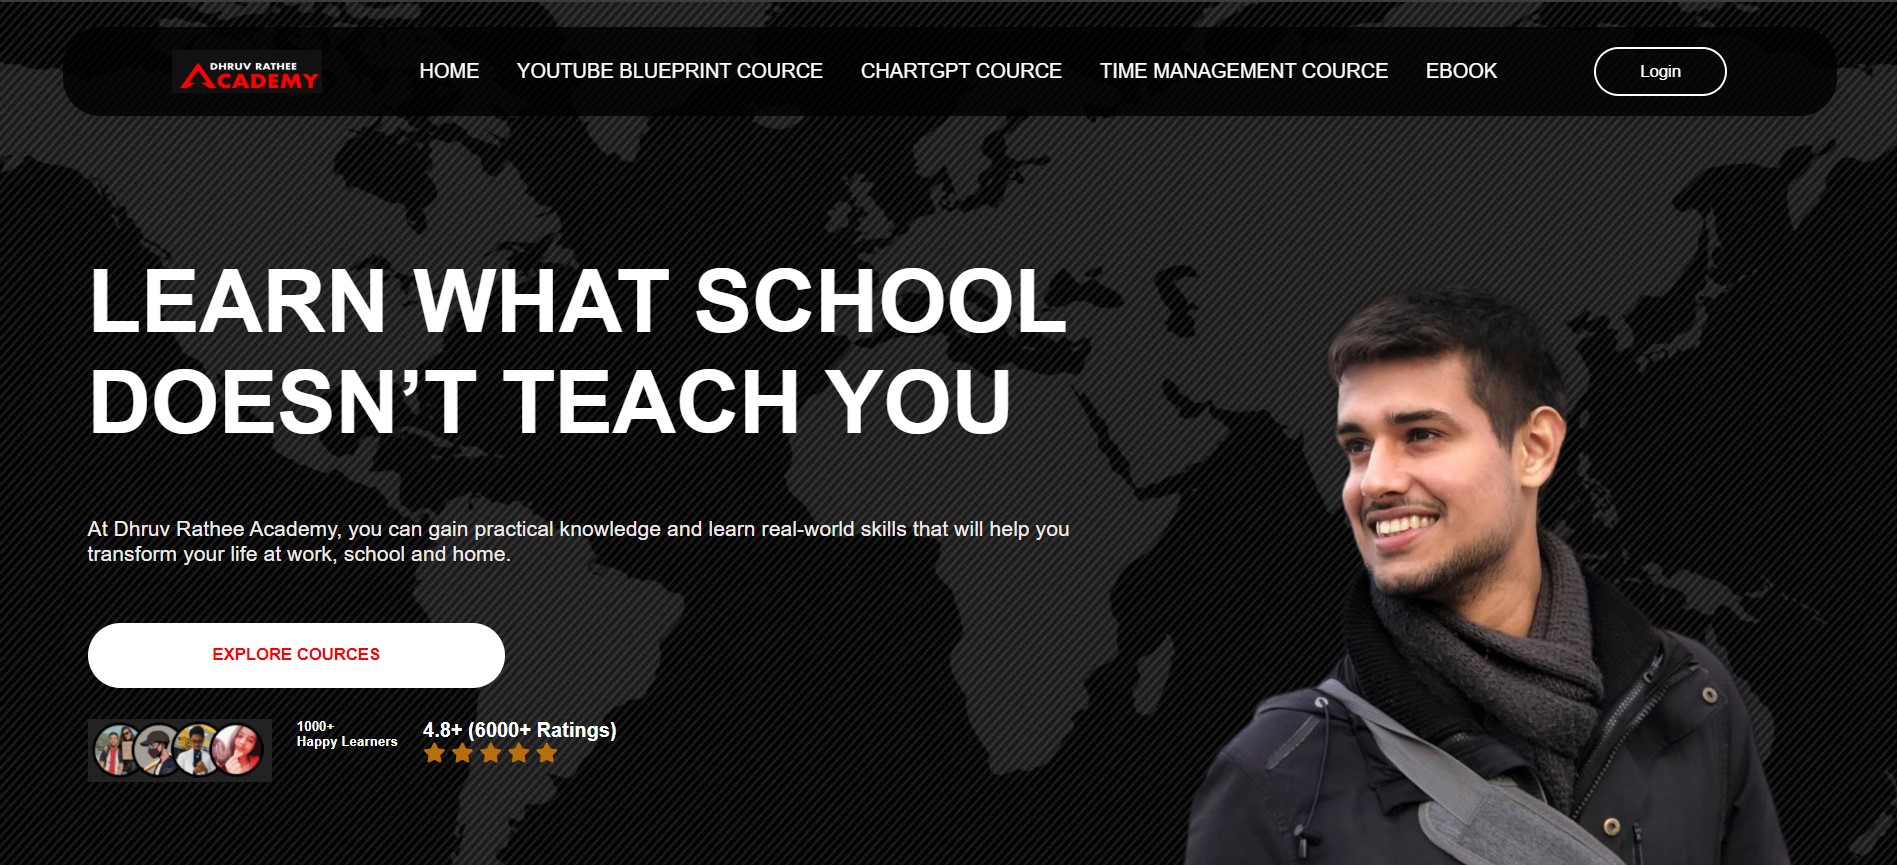 DHRUV RATHEE
ACADEMY
HOME
YOUTUBE BLUEPRINT COURCE
CHARTGPT COURCE
TIME MANAGEMENT COURCE
EBOOK
Login
LEARN WHAT SCHOOL
DOESN’T TEACH YOU
At Dhruv Rathee Academy, you can gain practical knowledge and learn real-world skills that will help you
transform your life at work, school and home.
EXPLORE COURCES
1000+
Happy Learners
4.8+ (6000+ Ratings)